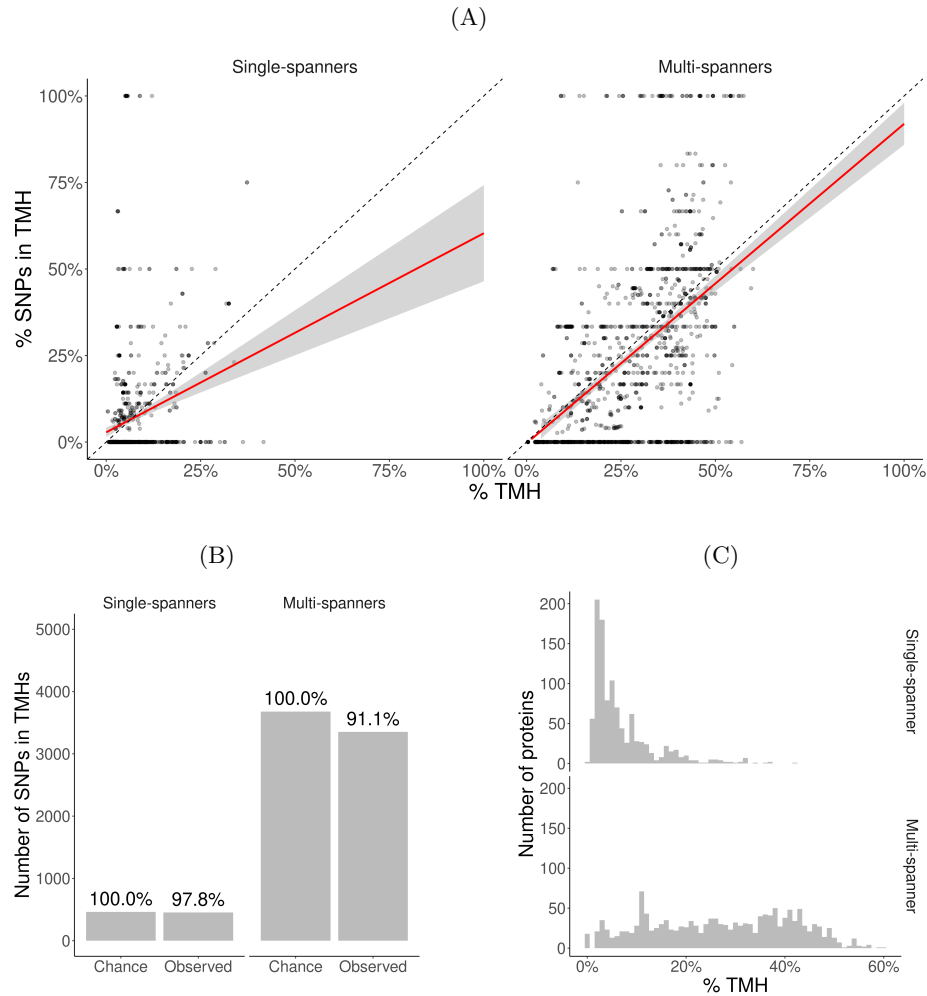 (A)
Single-spanners
Multi-spanners
% SNPs in TMH
100%
75%
50%
25%
0%
0%
25%
50%
75%
100%
0%
25%
50%
75%
100%
% TMH
(B)
Single-spanners
Multi-spanners
Number of SNPs in TMHs
5000
4000
3000
2000
1000
0
100.0%
97.8%
100.0%
91.1%
Chance
Observed
Chance
Observed
(C)
Number of proteins
200
150
100
50
0
Single-spanner
200
150
100
50
0
Multi-spanner
0%
20%
40%
60%
% TMH